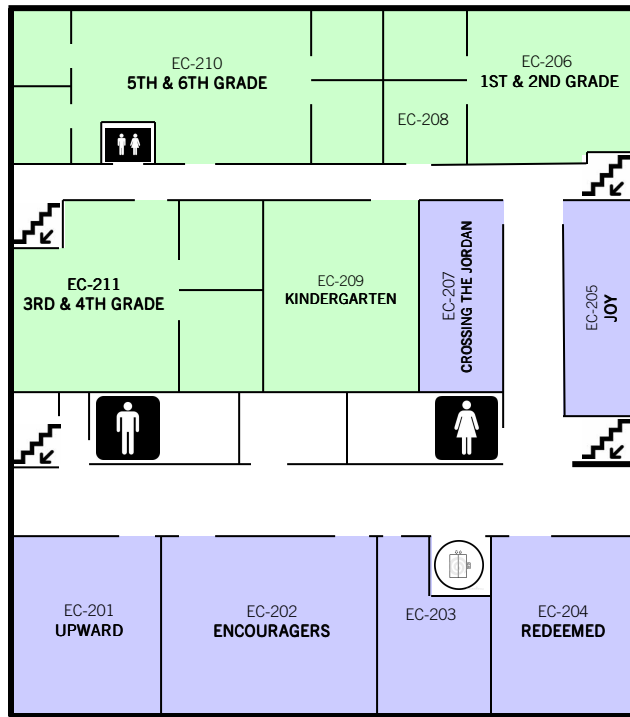 EC-210
5TH & 6TH GRADE
EC-206
1ST & 2ND GRADE
EC-208
EC-211
3RD & 4TH GRADE
EC-209
KINDERGARTEN
EC-207
CROSSING THE JORDAN
EC-205
JOY
EC-201
UPWARD
EC-202
ENCOURAGERS
EC-203
EC-204
REDEEMED